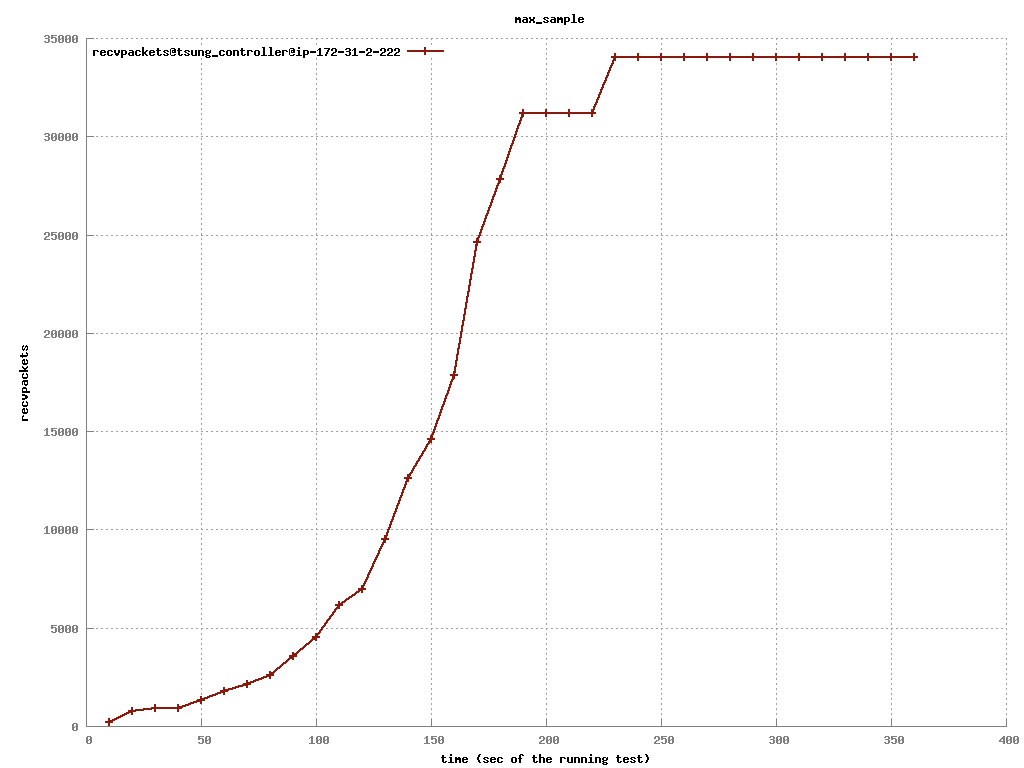 max_sample
recvpackets@tsung_controller@ip-172-31-2-222
35000
30000
25000
20000
15000
10000
5000
0
recvpackets
0 50 100 150 200 250 300 350 400
time (sec of the running test)